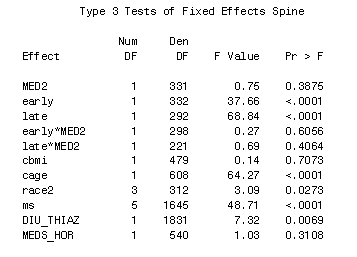 Type 3 Tests of Fixed Effects Spine
Num Den
Effect DF DF F Value Pr > F
MED2 1 331 0.75 0.3875
early 1 332 37.66 <.0001
late 1 292 68.84 <.0001
early*MED2 1 298 0.27 0.6056
late*MED2 1 221 0.69 0.4064
cbmi 1 479 0.14 0.7073
cage 1 608 64.27 <.0001
race2 3 312 3.09 0.0273
ms 5 1645 48.71 <.0001
DIU_THIAZ 1 1831 7.32 0.0069
MEDS_HOR 1 540 1.03 0.3108